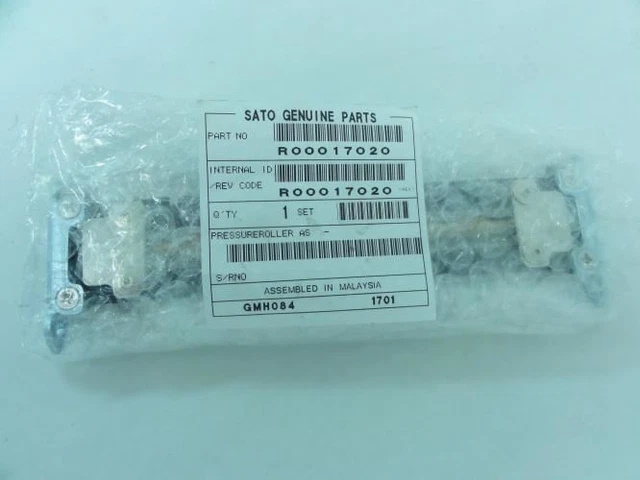 SATO GENUINE PARTS
PART NO
R00017020
INTERNAL ID
/REV CODE R00017020
Q'TY 1 SET
PRESSUREROLLER AS -
S/RNO
ASSEMBLED IN MALAYSIA
GMH084 1701